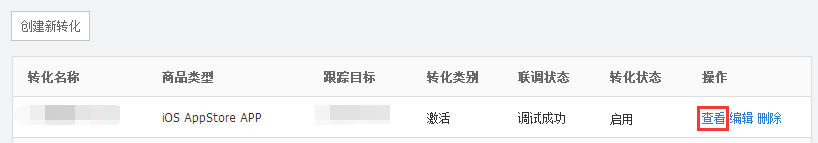 创建新转化
转化名称 商品类型 跟踪目标 转化类别 联调状态 转化状态 操作
iOS AppStore APP 激活 调试成功 启用 查看 编辑 删除